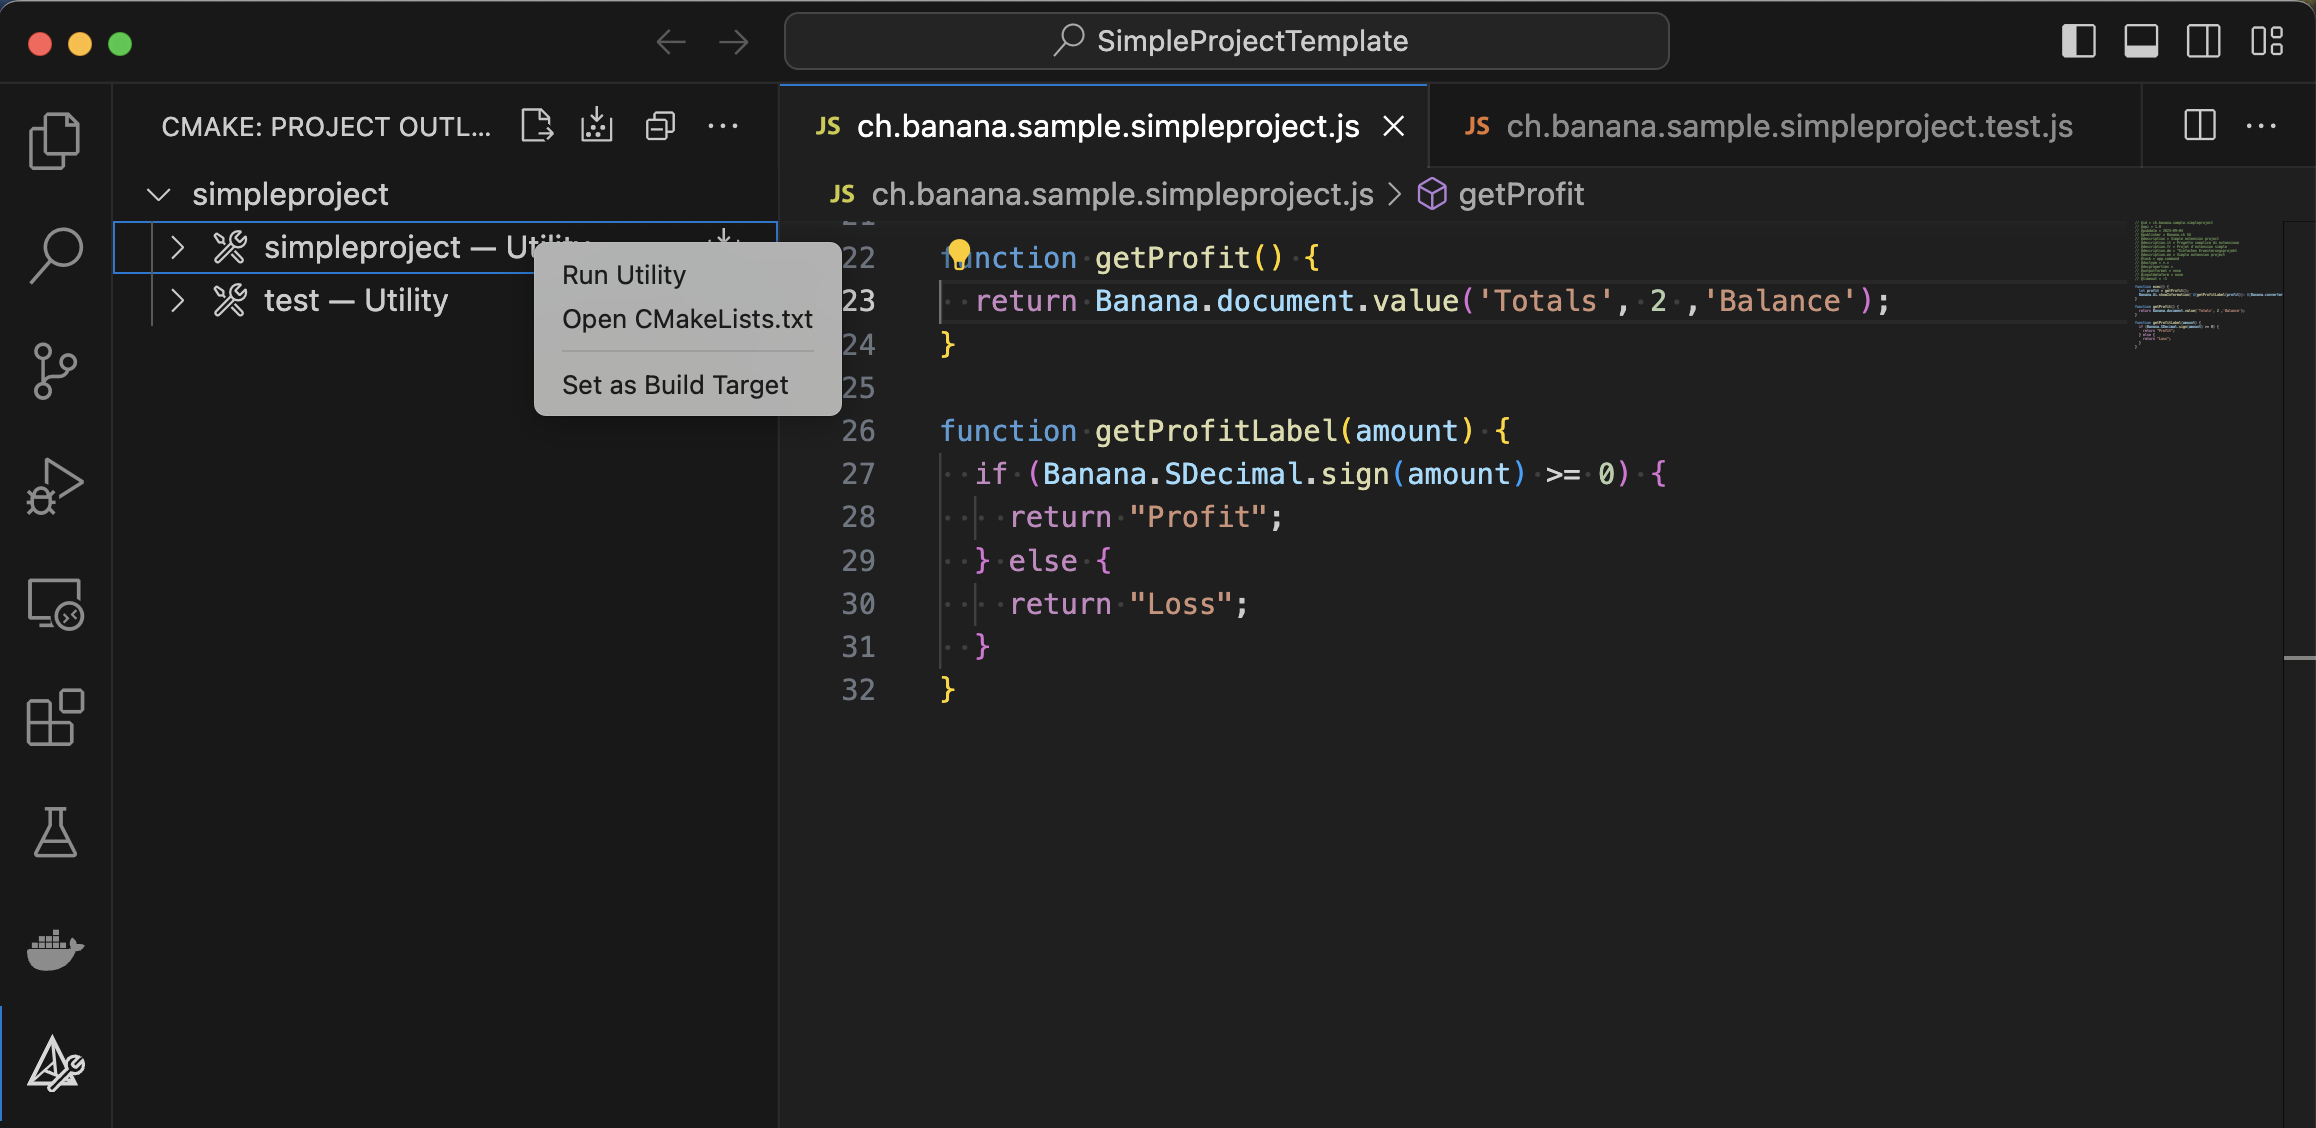 SimpleProjectTemplate
CMAKE: PROJECT OUTL...
JS ch.banana.sample.simpleproject.js
JS ch.banana.sample.simpleproject.test.js
simpleproject
JS ch.banana.sample.simpleproject.js > getProfit
simpleproject — Utility
test — Utility
Run Utility
Open CMakeLists.txt
Set as Build Target
22 function getProfit() {
23 return Banana.document.value('Totals', 2 ,'Balance');
24 }
25
26 function getProfitLabel(amount) {
27 if (Banana.SDecimal.sign(amount) >= 0) {
28 return "Profit";
29 } else {
30 return "Loss";
31 }
32 }